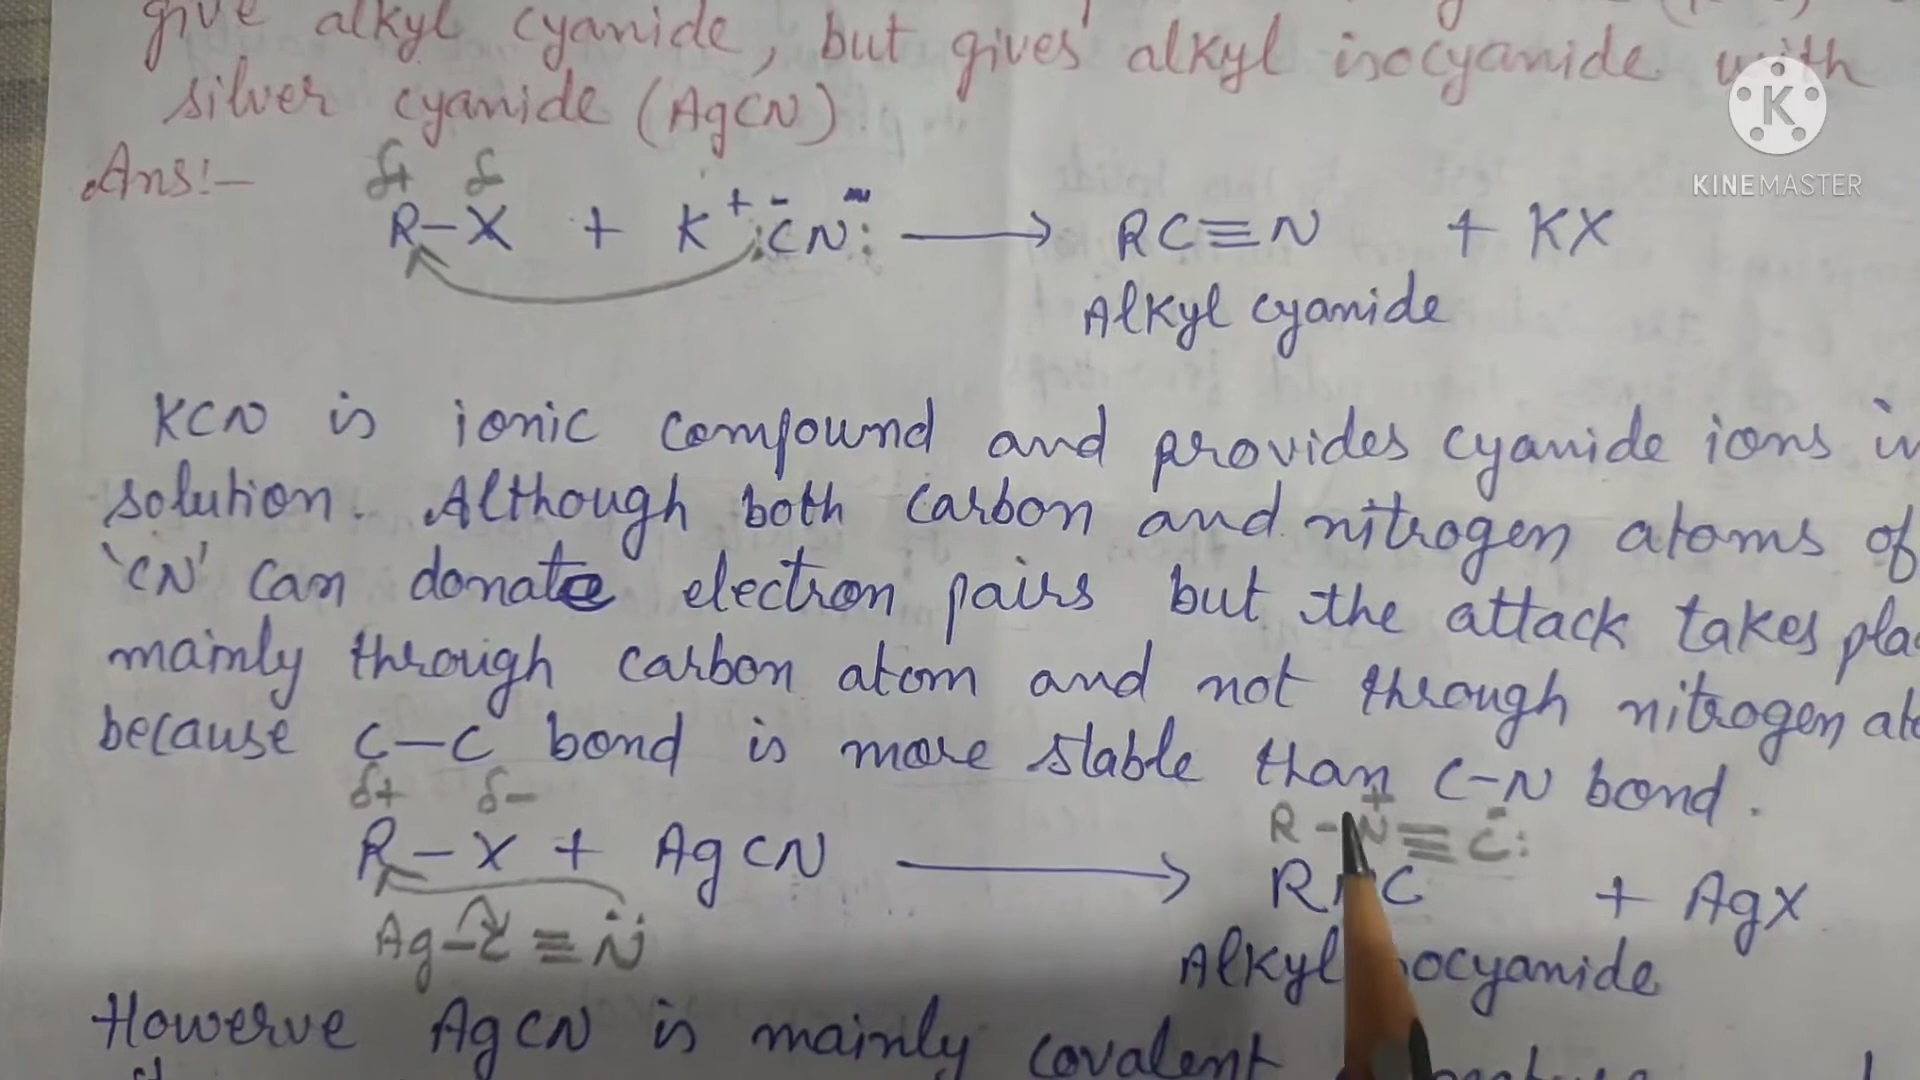 give alkyl cyanide, but gives alkyl isocyanide with
silver cyanide (AgCN)
KINEMASTER
Ans:-
δ+ δ
R-X + K⁺ :C̄N: → RC≡N + KX
Alkyl cyanide
KCN is ionic compound and provides cyanide ions in
solution. Although both carbon and nitrogen atoms of
'CN' can donate electron pairs but the attack takes pla
mainly through carbon atom and not through nitrogen ato
because C-C bond is more stable than C-N bond.
δ+ δ-
R-N⁺≡C̄:
R-X + AgCN → RNC + AgX
Ag-C≡N̈
Alkyl ocyanide
Howerve AgCN is mainly covalent